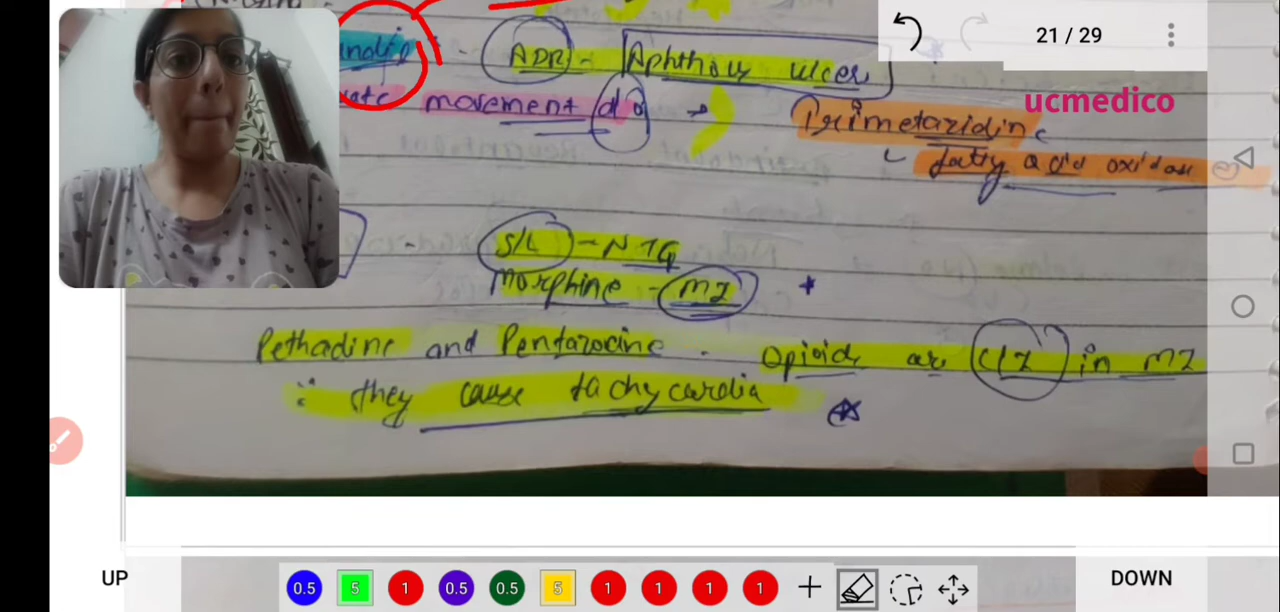 21 / 29
ADR - Aphthous ulcer
ucmedico
movement d/o → Trimetazidine
fatty acid oxidase
S/L - NTG
morphine - MI
Pethadine and Pentazocine. Opioids are C/I in MI
∵ they cause tachycardia
UP
0.5 5 1 0.5 0.5 5 1 1 1 1
DOWN